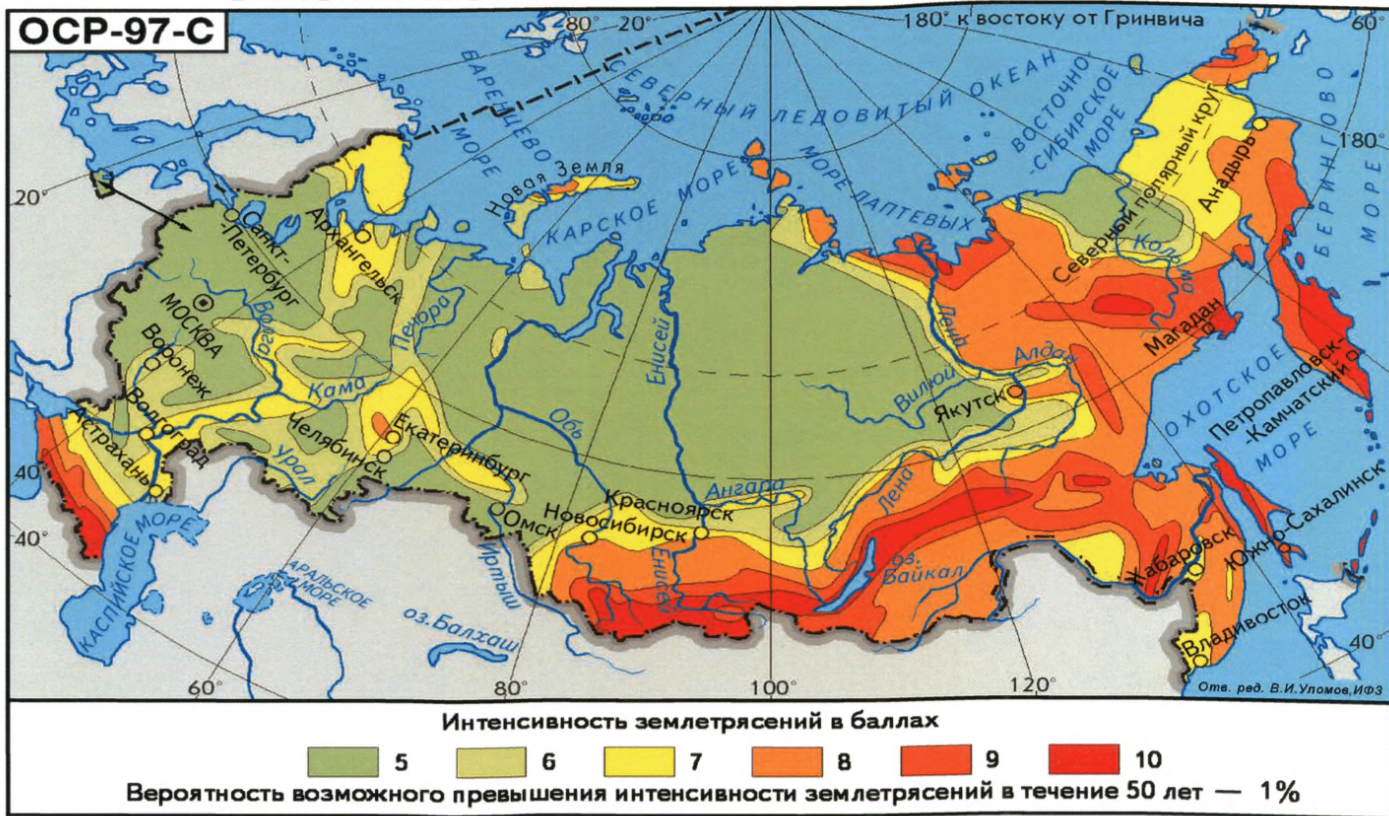 ОСР-97-С
80°
20°
180° к востоку от Гринвича
60°
БАРЕНЦЕВО
МОРЕ
СЕВЕРНЫЙ ЛЕДОВИТЫЙ ОКЕАН
ВОСТОЧНО-
-СИБИРСКОЕ
МОРЕ
БЕРИНГОВО
МОРЕ
180°
20°
Новая Земля
КАРСКОЕ МОРЕ
МОРЕ ЛАПТЕВЫХ
Северный полярный круг
Анадырь
Колыма
Санкт-
-Петербург
Архангельск
Печора
МОСКВА
Волга
Воронеж
Кама
Енисей
Обь
Лена
Вилюй
Алдан
Якутск
Магадан
ОХОТСКОЕ
МОРЕ
Петропавловск-
-Камчатский
Волгоград
Астрахань
Челябинск
Екатеринбург
Урал
40°
40°
Омск
Новосибирск
Красноярск
Ангара
Лена
Иртыш
Енисей
оз.
Байкал
Хабаровск
Южно-Сахалинск
Владивосток
КАСПИЙСКОЕ МОРЕ
АРАЛЬСКОЕ
МОРЕ
оз.Балхаш
60°
80°
100°
120°
40°
Отв. ред. В.И.Уломов,ИФЗ
Интенсивность землетрясений в баллах
5 6 7 8 9 10
Вероятность возможного превышения интенсивности землетрясений в течение 50 лет — 1%